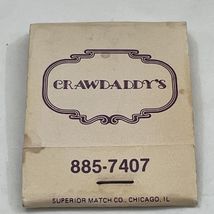 CRAWDADDY'S
885-7407
SUPERIOR MATCH CO., CHICAGO, IL